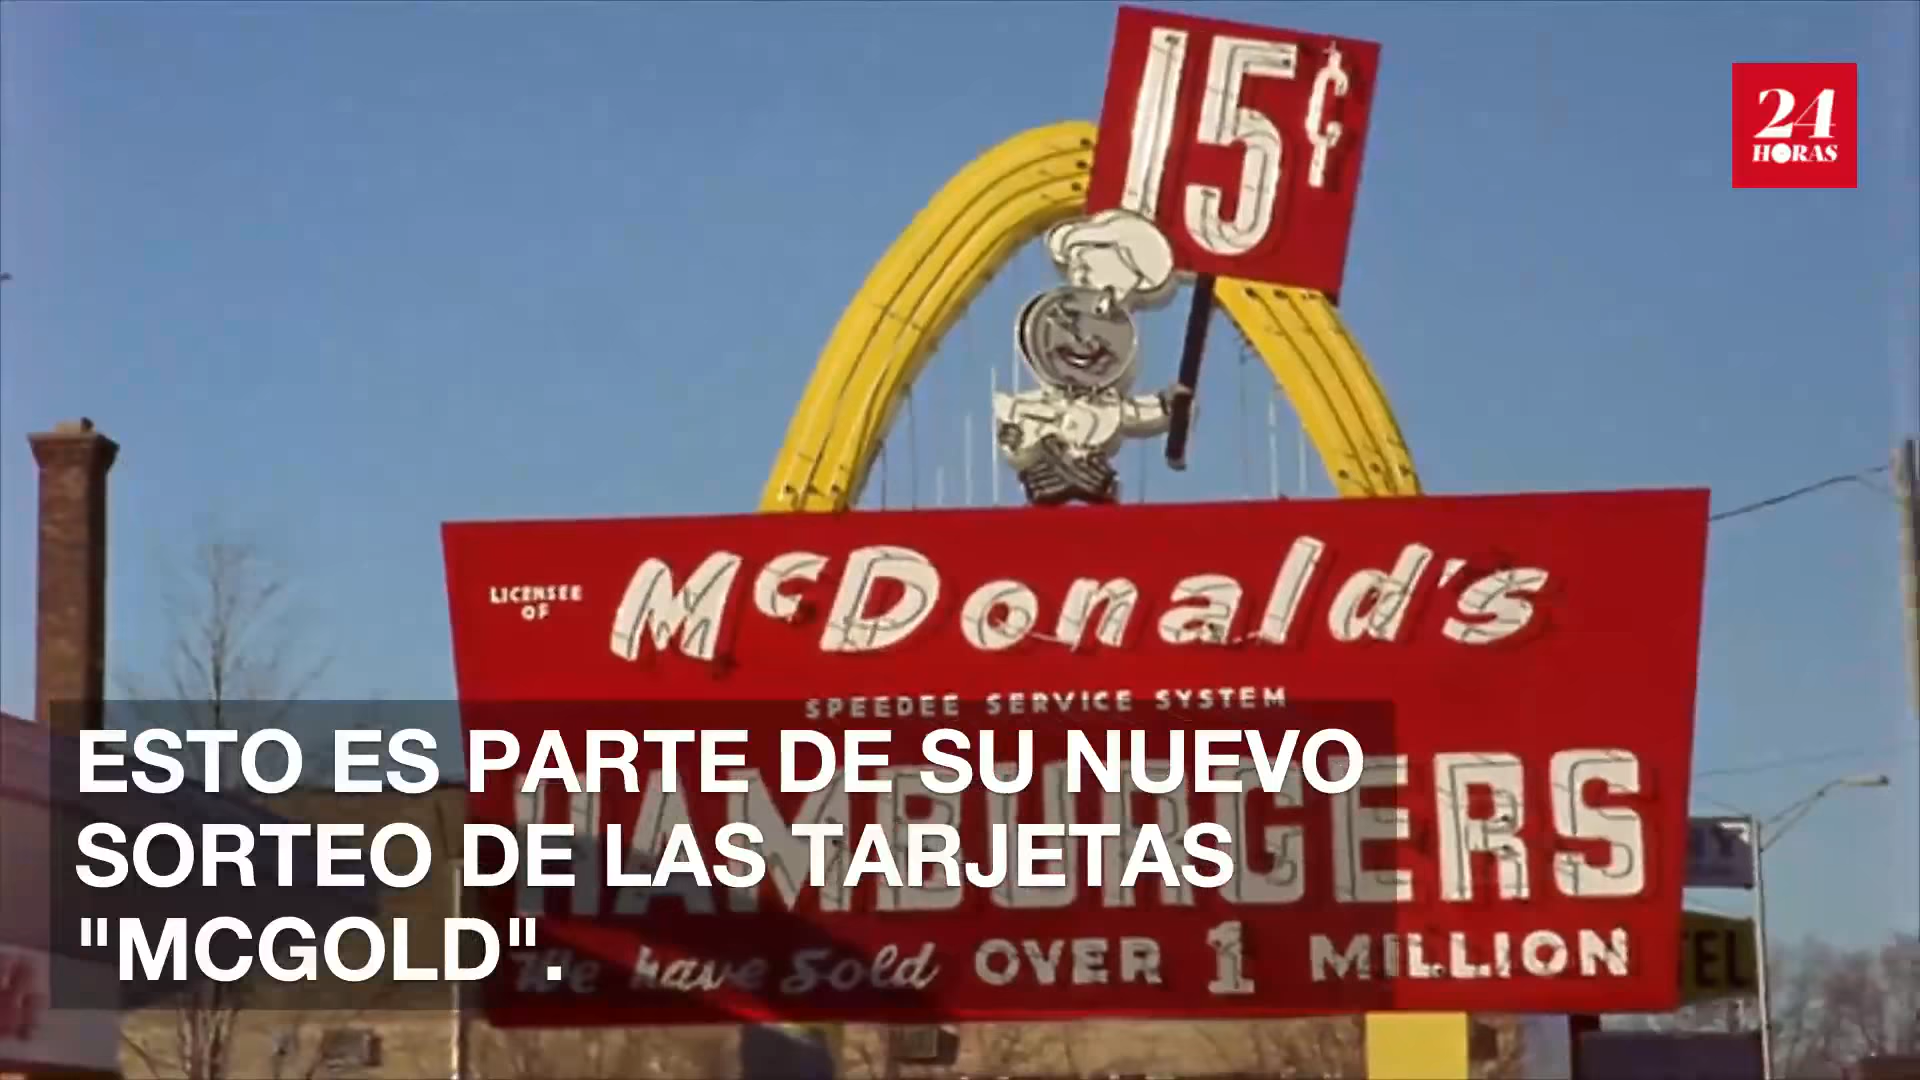 15¢
24
HORAS
LICENSEE
OF
McDonald's
SPEEDEE SERVICE SYSTEM
HAMBURGERS
We have Sold OVER 1 MILLION
ESTO ES PARTE DE SU NUEVO
SORTEO DE LAS TARJETAS
"MCGOLD".